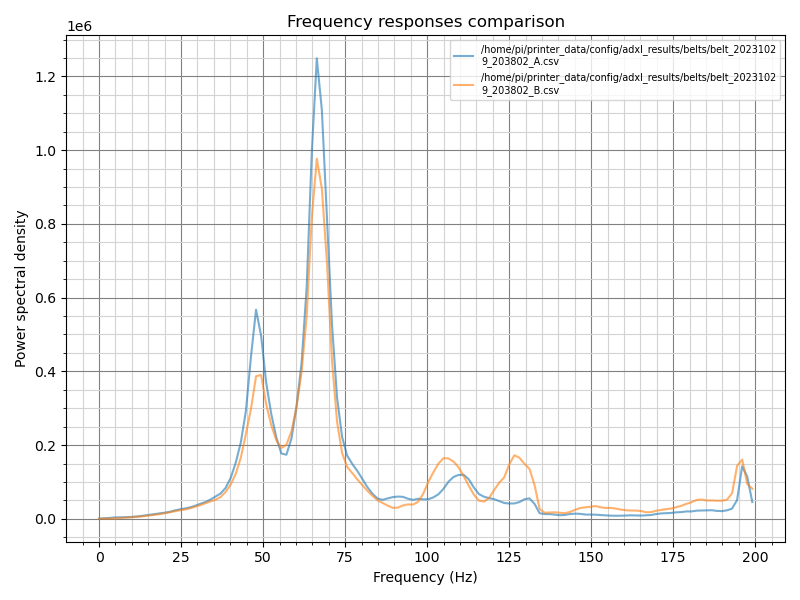 Frequency responses comparison
1e6
/home/pi/printer_data/config/adxl_results/belts/belt_2023102
9_203802_A.csv
/home/pi/printer_data/config/adxl_results/belts/belt_2023102
9_203802_B.csv
1.2
1.0
0.8
0.6
0.4
0.2
0.0
Power spectral density
0 25 50 75 100 125 150 175 200
Frequency (Hz)